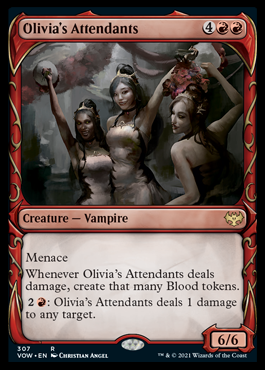 Olivia's Attendants 4
Creature — Vampire
Menace
Whenever Olivia's Attendants deals
damage, create that many Blood tokens.
2 : Olivia's Attendants deals 1 damage
to any target.
6/6
307 R
VOW • EN Christian Angel
™ & © 2021 Wizards of the Coast